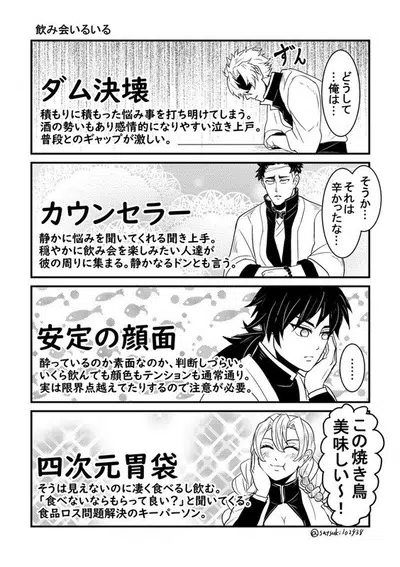 飲み会いるいる
ずん
どうして
…俺は…
…
ダム決壊
積もりに積もった悩み事を打ち明けてしまう。
酒の勢いもあり感情的になりやすい泣き上戸。
普段とのギャップが激しい。
そうか…
それは
辛かったな…
カウンセラー
静かに悩みを聞いてくれる聞き上手。
穏やかに飲み会を楽しみたい人達が
彼の周りに集まる。静かなるドンとも言う。
……
安定の顔面
酔っているのか素面なのか、判断しづらい。
いくら飲んでも顔色もテンションも通常通り。
実は限界点越えてたりするので注意が必要。
この焼き鳥
美味しい〜!
四次元胃袋
そうは見えないのに凄く食べるし飲む。
「食べないならもらって良い?」と聞いてくる。
食品ロス問題解決のキーパーソン。